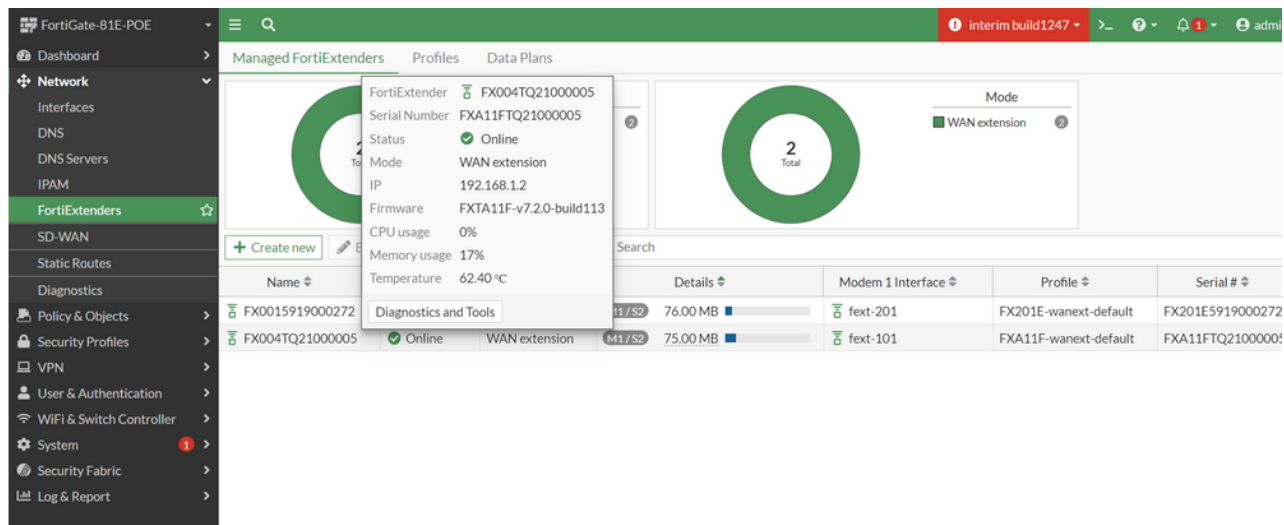 FortiGate-81E-POE
interim build1247
>_
1
admi
Dashboard
Network
Interfaces
DNS
DNS Servers
IPAM
FortiExtenders
SD-WAN
Static Routes
Diagnostics
Policy & Objects
Security Profiles
VPN
User & Authentication
WiFi & Switch Controller
System 1
Security Fabric
Log & Report
Managed FortiExtenders Profiles Data Plans
2
2
Total
Mode
WAN extension 2
FortiExtender FX004TQ21000005
Serial Number FXA11FTQ21000005
Status Online
Mode WAN extension
IP 192.168.1.2
Firmware FXTA11F-v7.2.0-build113
CPU usage 0%
Memory usage 17%
Temperature 62.40 °C
Diagnostics and Tools
+ Create new Search
Name Details Modem 1 Interface Profile Serial #
FX0015919000272 76.00 MB fext-201 FX201E-wanext-default FX201E5919000272
FX004TQ21000005 Online WAN extension M1 / S2 75.00 MB fext-101 FXA11F-wanext-default FXA11FTQ21000005